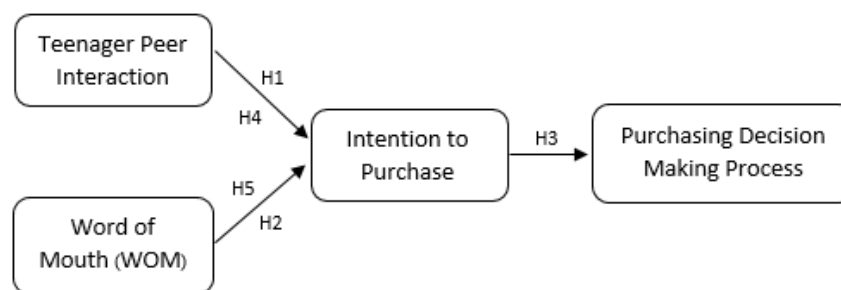 Teenager Peer
Interaction
H1
H4
Intention to
Purchase
H3
Purchasing Decision
Making Process
H5
H2
Word of
Mouth (WOM)